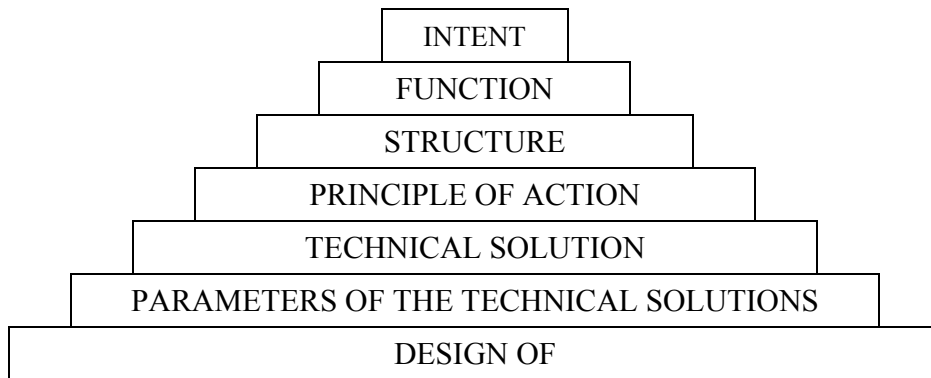 INTENT
FUNCTION
STRUCTURE
PRINCIPLE OF ACTION
TECHNICAL SOLUTION
PARAMETERS OF THE TECHNICAL SOLUTIONS
DESIGN OF